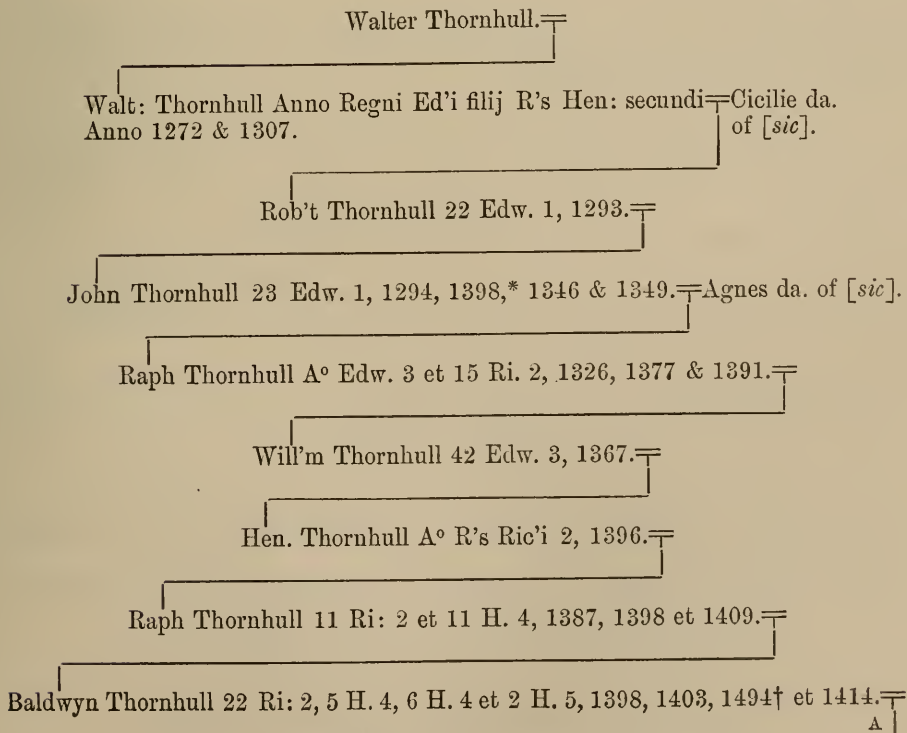 Walter Thornhull.
Walt: Thornhull Anno Regni Ed'i filij R's Hen: secundi Cicilie da.
Anno 1272 & 1307. of [sic].
Rob't Thornhull 22 Edw. 1, 1293.
John Thornhull 23 Edw. 1, 1294, 1398,* 1346 & 1349. Agnes da. of [sic].
Raph Thornhull Aº Edw. 3 et 15 Ri. 2, 1326, 1377 & 1391.
Will'm Thornhull 42 Edw. 3, 1367.
Hen. Thornhull Aº R's Ric'i 2, 1396.
Raph Thornhull 11 Ri: 2 et 11 H. 4, 1387, 1398 et 1409.
Baldwyn Thornhull 22 Ri: 2, 5 H. 4, 6 H. 4 et 2 H. 5, 1398, 1403, 1494† et 1414.
A